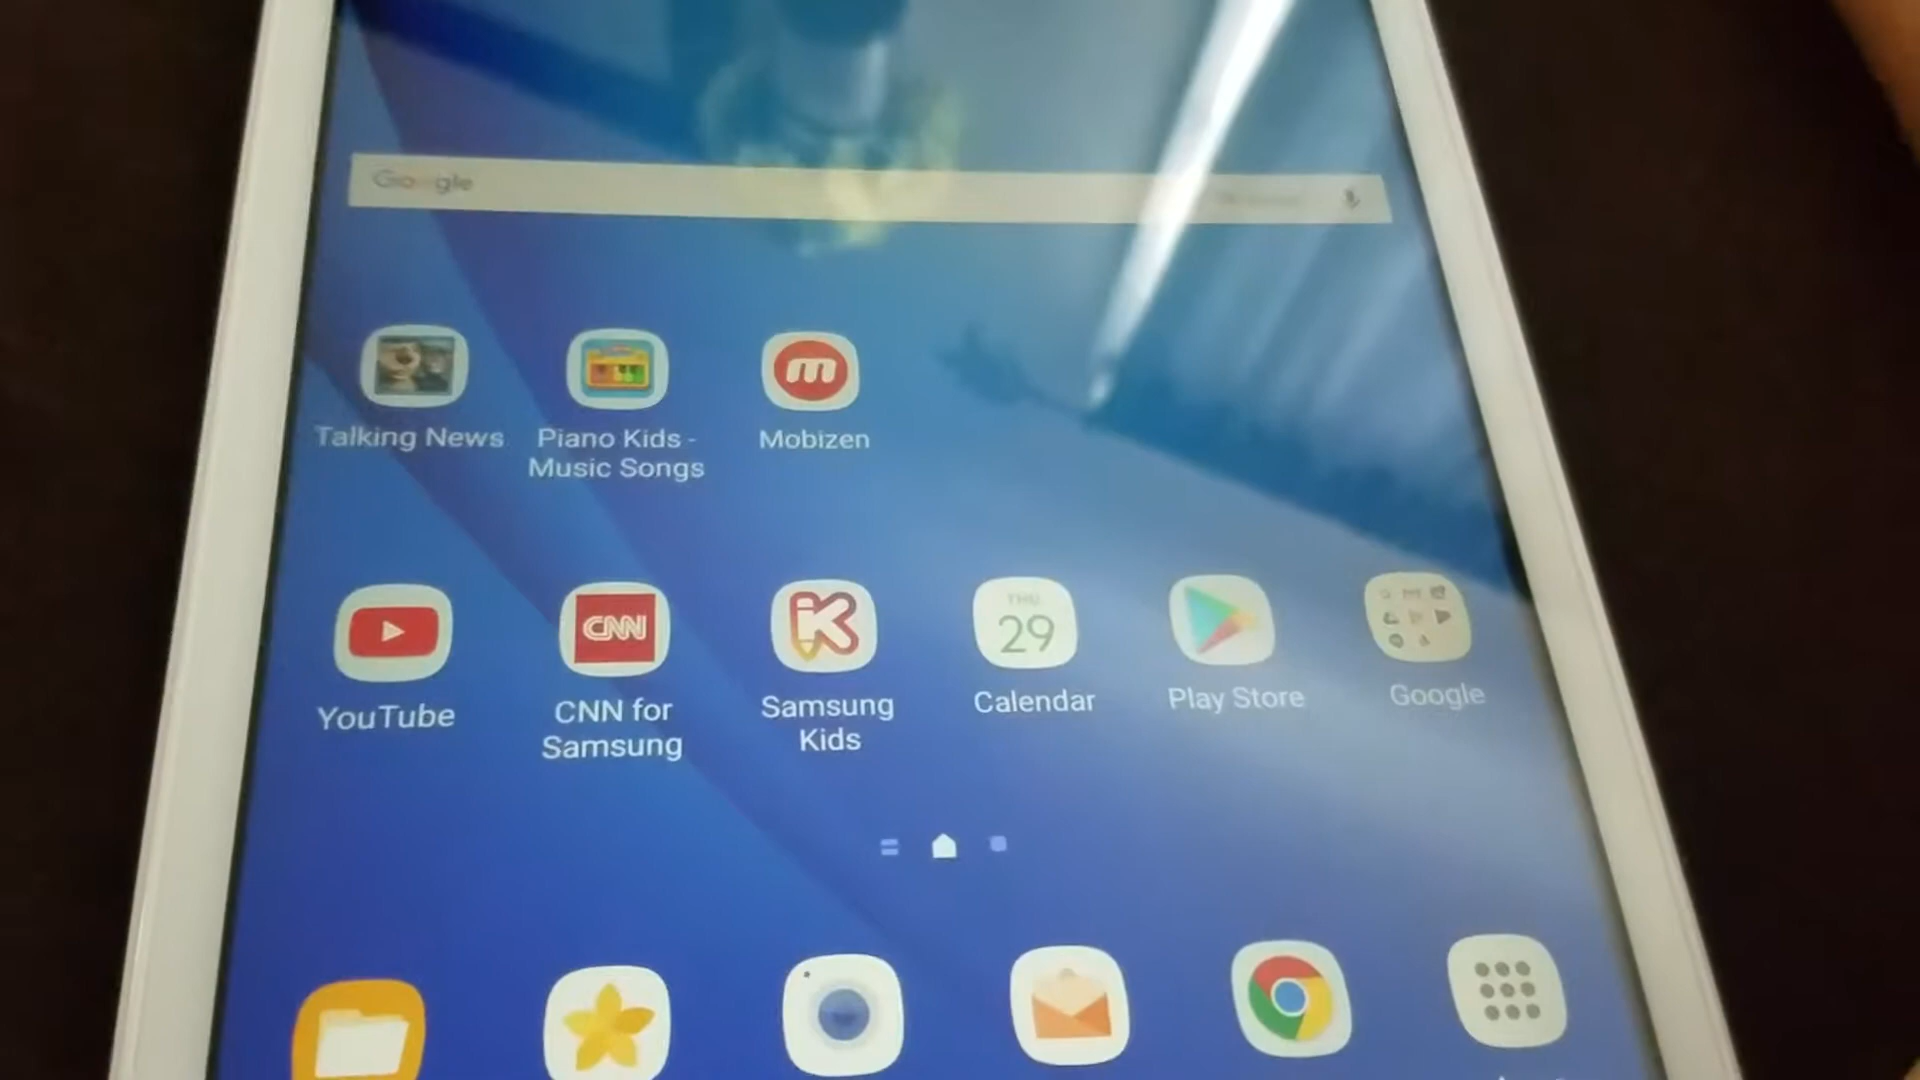 Google
Talking News
Piano Kids -
Music Songs
m
Mobizen
CNN
K
THU
29
YouTube
CNN for
Samsung
Samsung
Kids
Calendar
Play Store
Google